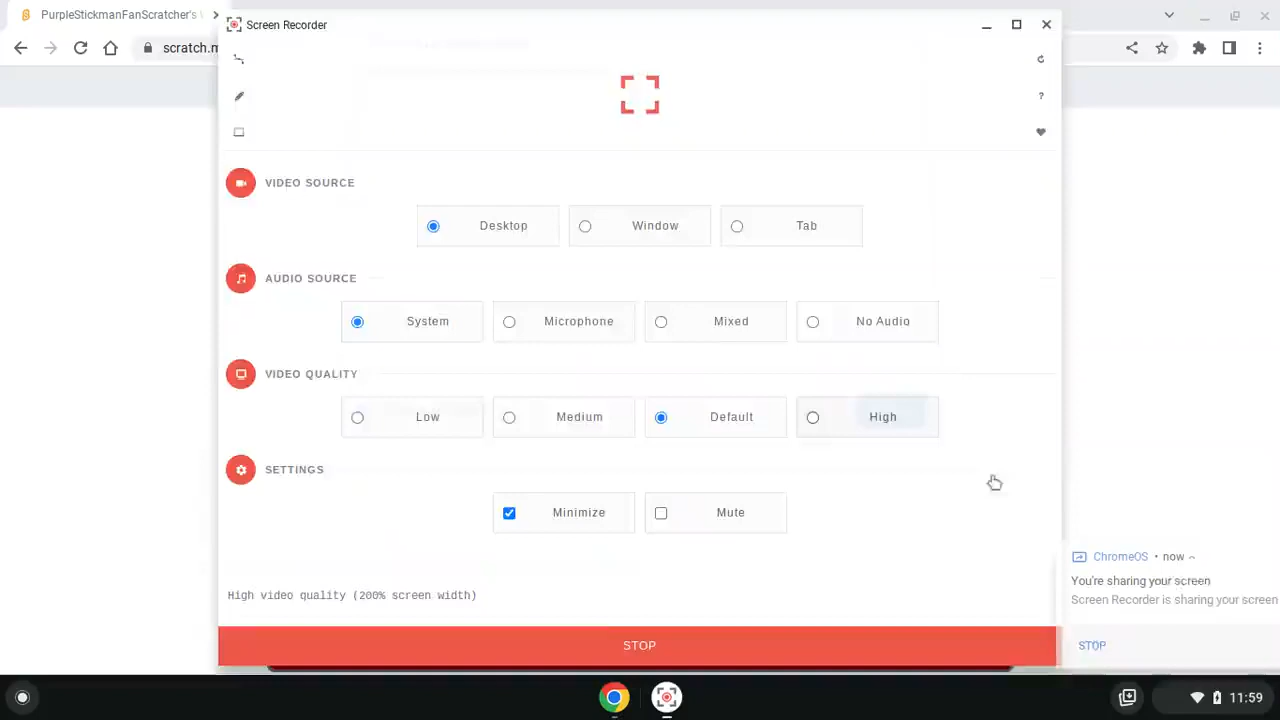 PurpleStickmanFanScratcher's
Screen Recorder
scratch.m
VIDEO SOURCE
Desktop
Window
Tab
AUDIO SOURCE
System
Microphone
Mixed
No Audio
VIDEO QUALITY
Low
Medium
Default
High
SETTINGS
Minimize
Mute
High video quality (200% screen width)
STOP
ChromeOS • now
You're sharing your screen
Screen Recorder is sharing your screen
STOP
11:59